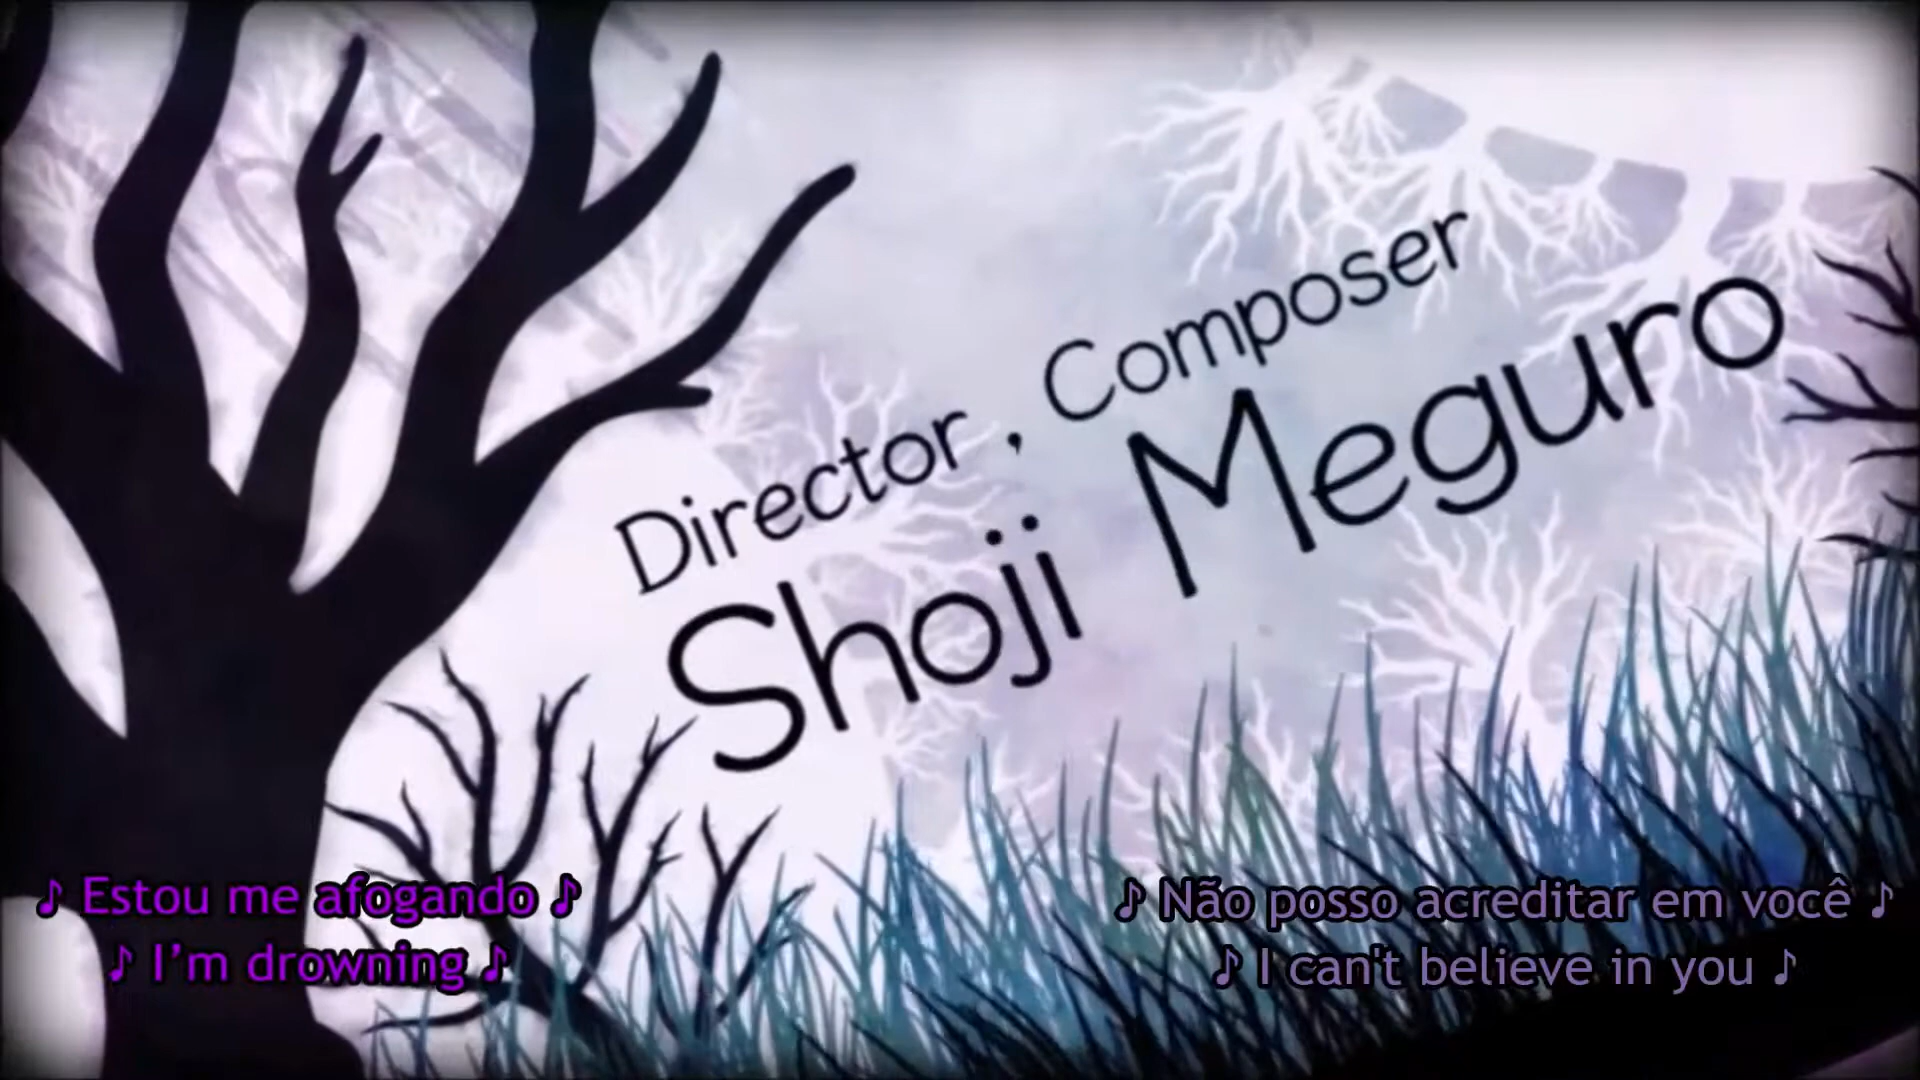 Director , Composer
Shoji Meguro
♪ Estou me afogando ♪
♪ I’m drowning ♪
♪ Não posso acreditar em você ♪
♪ I can't believe in you ♪